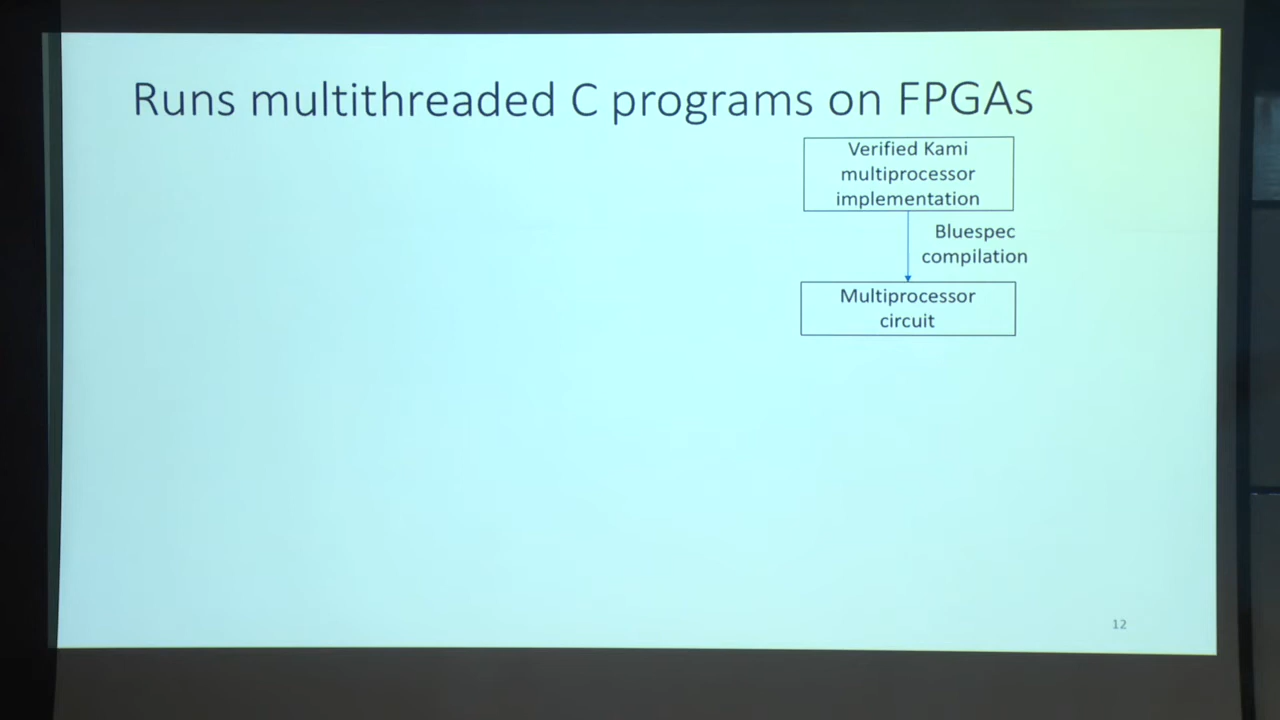 Runs multithreaded C programs on FPGAs
Verified Kami
multiprocessor
implementation
Bluespec
compilation
Multiprocessor
circuit
12